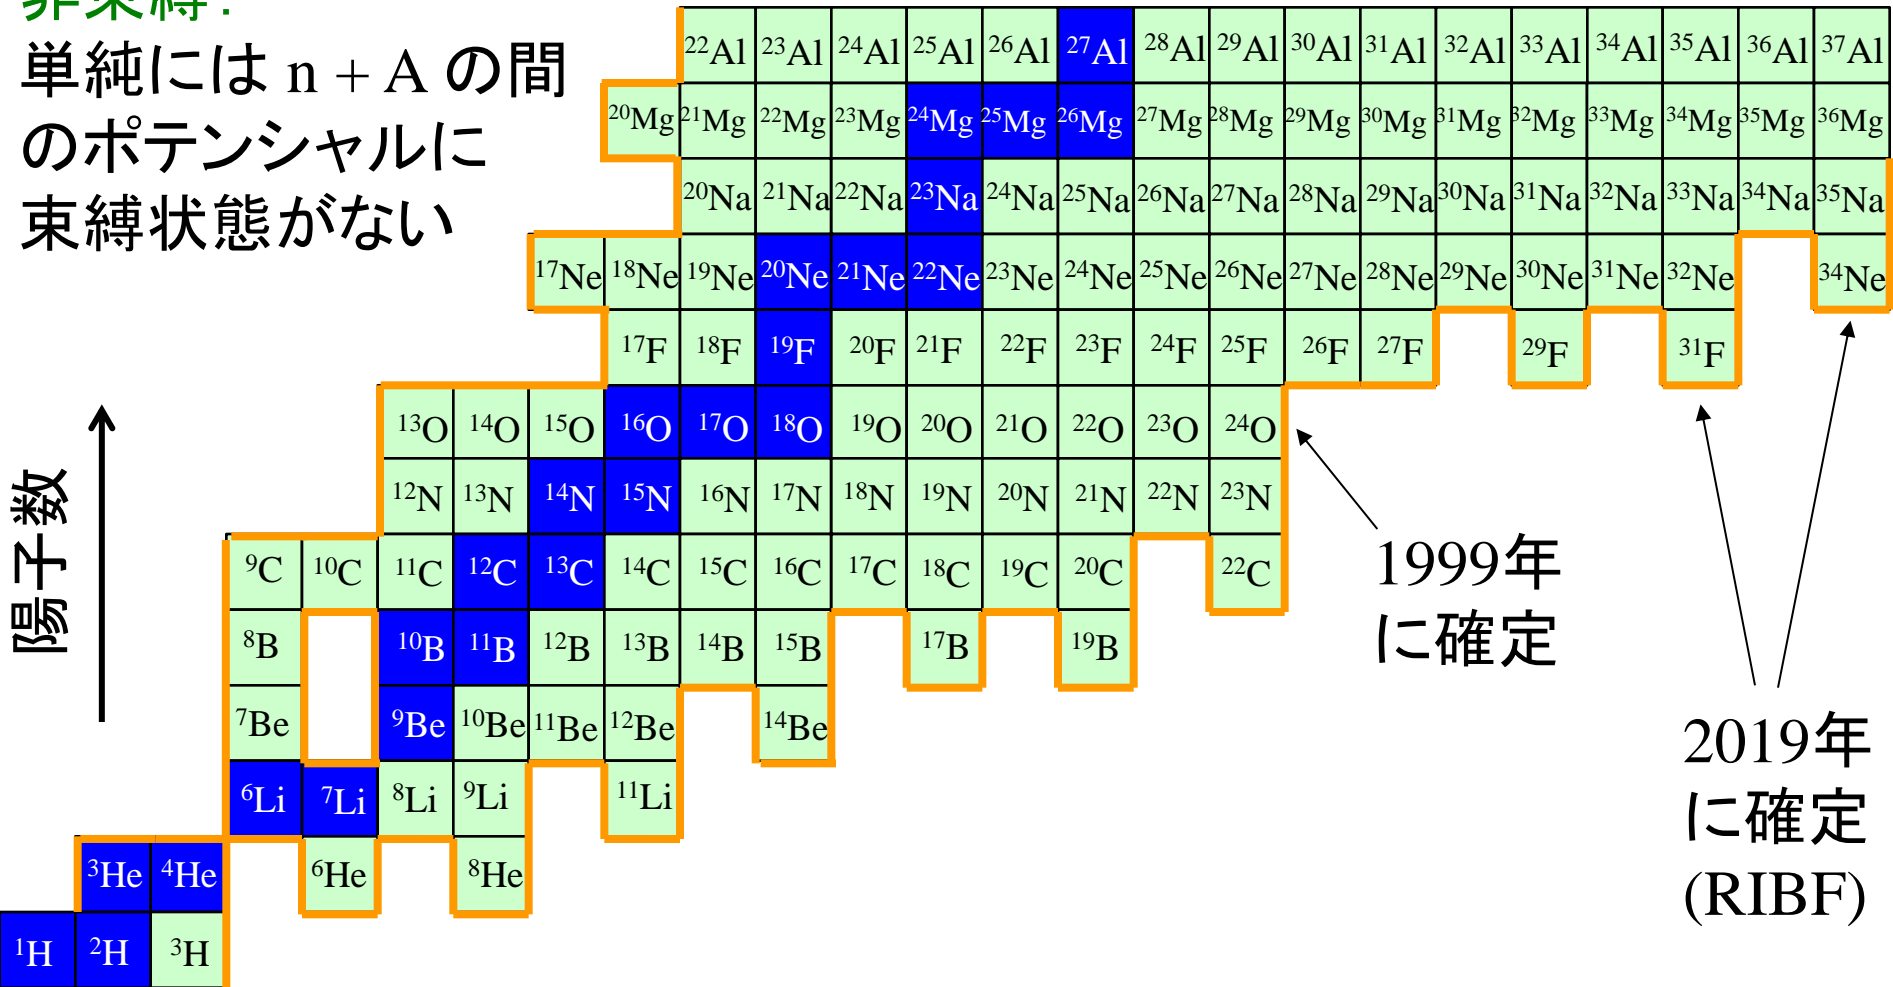 非束縛:
単純には n + A の間
のポテンシャルに
束縛状態がない
²²Al ²³Al ²⁴Al ²⁵Al ²⁶Al ²⁷Al ²⁸Al ²⁹Al ³⁰Al ³¹Al ³²Al ³³Al ³⁴Al ³⁵Al ³⁶Al ³⁷Al
²⁰Mg ²¹Mg ²²Mg ²³Mg ²⁴Mg ²⁵Mg ²⁶Mg ²⁷Mg ²⁸Mg ²⁹Mg ³⁰Mg ³¹Mg ³²Mg ³³Mg ³⁴Mg ³⁵Mg ³⁶Mg
²⁰Na ²¹Na ²²Na ²³Na ²⁴Na ²⁵Na ²⁶Na ²⁷Na ²⁸Na ²⁹Na ³⁰Na ³¹Na ³²Na ³³Na ³⁴Na ³⁵Na
¹⁷Ne ¹⁸Ne ¹⁹Ne ²⁰Ne ²¹Ne ²²Ne ²³Ne ²⁴Ne ²⁵Ne ²⁶Ne ²⁷Ne ²⁸Ne ²⁹Ne ³⁰Ne ³¹Ne ³²Ne ³⁴Ne
¹⁷F ¹⁸F ¹⁹F ²⁰F ²¹F ²²F ²³F ²⁴F ²⁵F ²⁶F ²⁷F ²⁹F ³¹F
¹³O ¹⁴O ¹⁵O ¹⁶O ¹⁷O ¹⁸O ¹⁹O ²⁰O ²¹O ²²O ²³O ²⁴O
¹²N ¹³N ¹⁴N ¹⁵N ¹⁶N ¹⁷N ¹⁸N ¹⁹N ²⁰N ²¹N ²²N ²³N
⁹C ¹⁰C ¹¹C ¹²C ¹³C ¹⁴C ¹⁵C ¹⁶C ¹⁷C ¹⁸C ¹⁹C ²⁰C ²²C
⁸B ¹⁰B ¹¹B ¹²B ¹³B ¹⁴B ¹⁵B ¹⁷B ¹⁹B
⁷Be ⁹Be ¹⁰Be ¹¹Be ¹²Be ¹⁴Be
⁶Li ⁷Li ⁸Li ⁹Li ¹¹Li
³He ⁴He ⁶He ⁸He
¹H ²H ³H
陽子数
1999年
に確定
2019年
に確定
(RIBF)